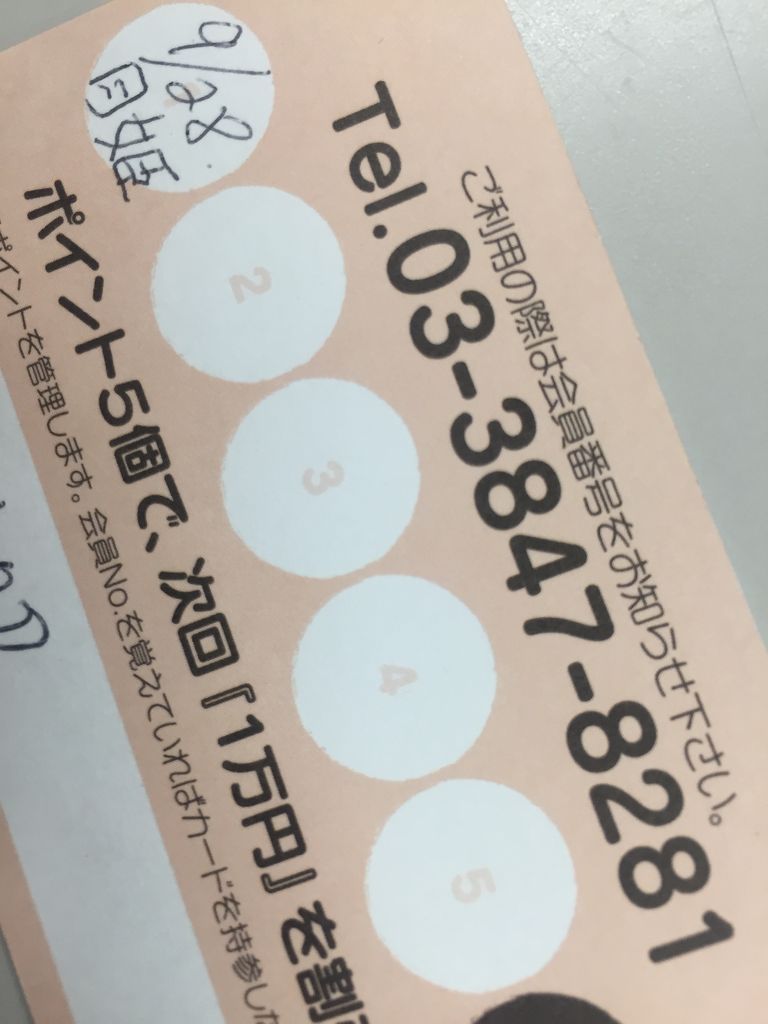 ご利用の際は会員番号をお知らせ下さい。
Tel.03-3847-8281
9/28.
月姫
2
3
4
5
ポイント5個で、次回『1万円』を割
ポイントを管理します。会員No.を覚えていればカードを持参し